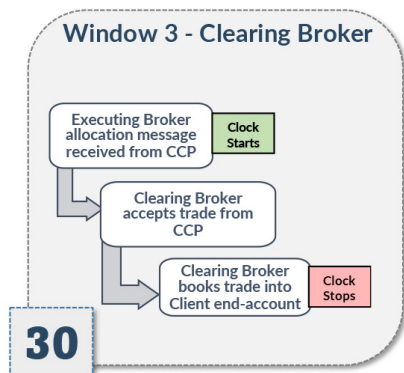 Window 3 - Clearing Broker
Executing Broker
allocation message
received from CCP
Clock
Starts
Clearing Broker
accepts trade from
CCP
Clearing Broker
books trade into
Client end-account
Clock
Stops
30